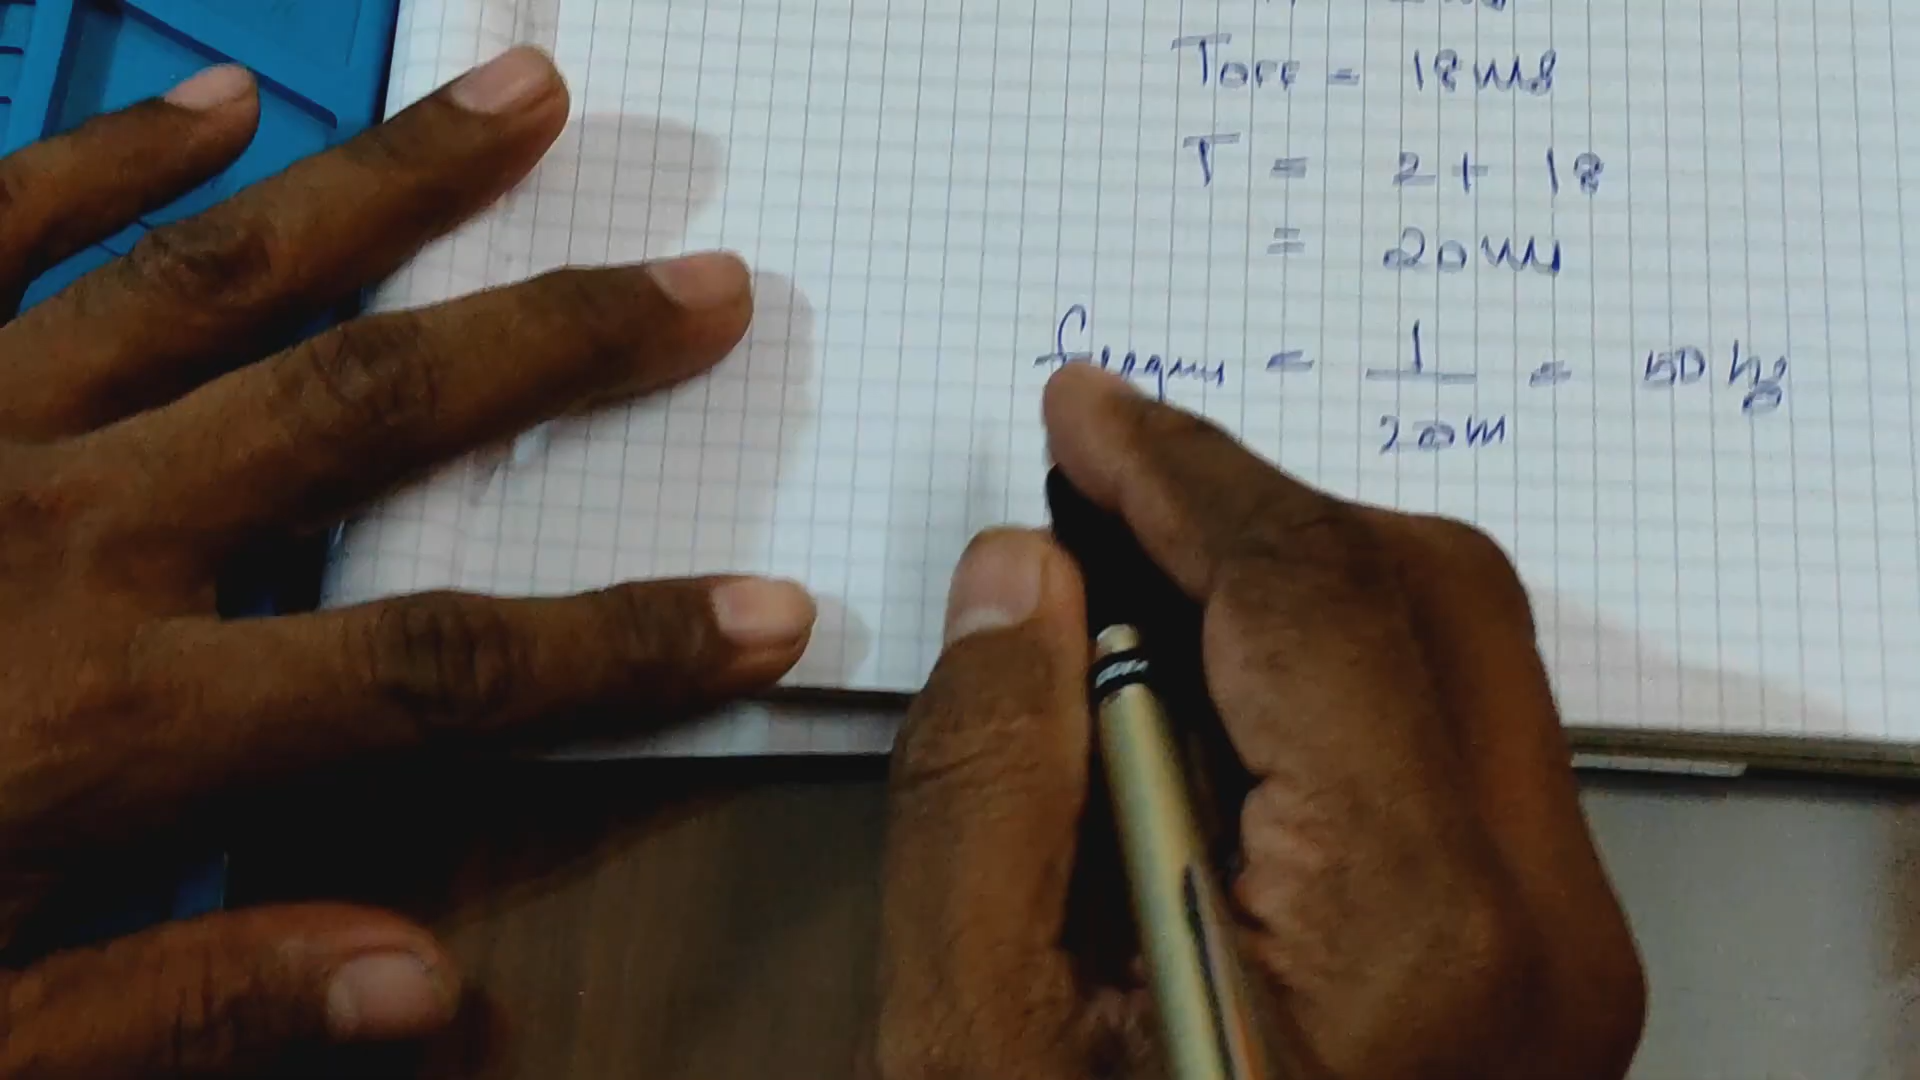 Toff = 18ms
T = 2 + 18
= 20ms
= 1/20m = 50 hz